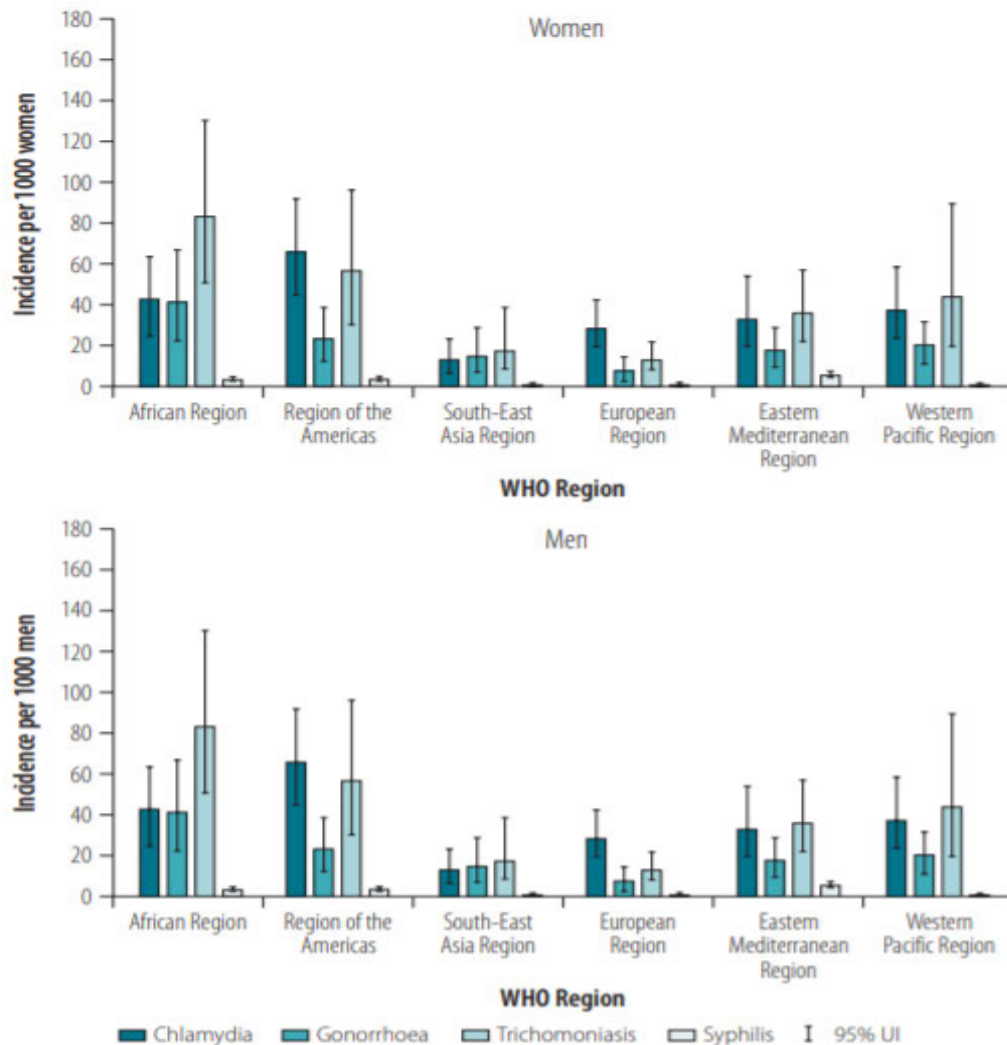 Women
Incidence per 1000 women
180
160
140
120
100
80
60
40
20
0
African Region
Region of the
Americas
South-East
Asia Region
European
Region
Eastern
Mediterranean
Region
Western
Pacific Region
WHO Region
Men
Incidence per 1000 men
180
160
140
120
100
80
60
40
20
0
African Region
Region of the
Americas
South-East
Asia Region
European
Region
Eastern
Mediterranean
Region
Western
Pacific Region
WHO Region
Chlamydia Gonorrhoea Trichomoniasis Syphilis 95% UI